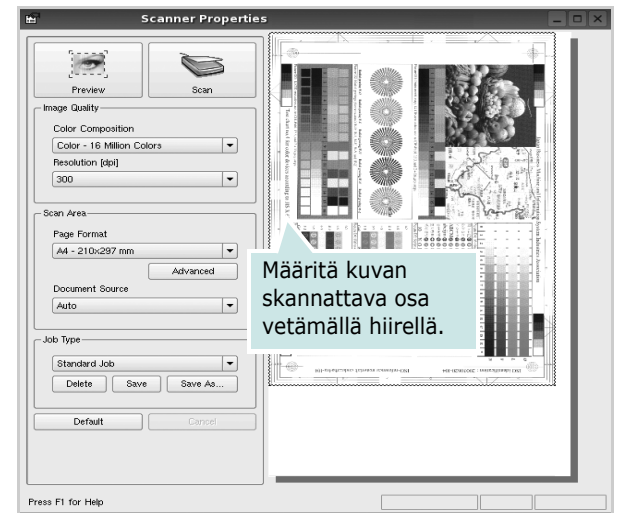 Scanner Properties
Preview
Scan
Image Quality
Color Composition
Color - 16 Million Colors
Resolution [dpi]
300
Scan Area
Page Format
A4 - 210x297 mm
Advanced
Document Source
Auto
Job Type
Standard Job
Delete
Save
Save As...
Default
Cancel
Määritä kuvan
skannattava osa
vetämällä hiirellä.
Press F1 for Help